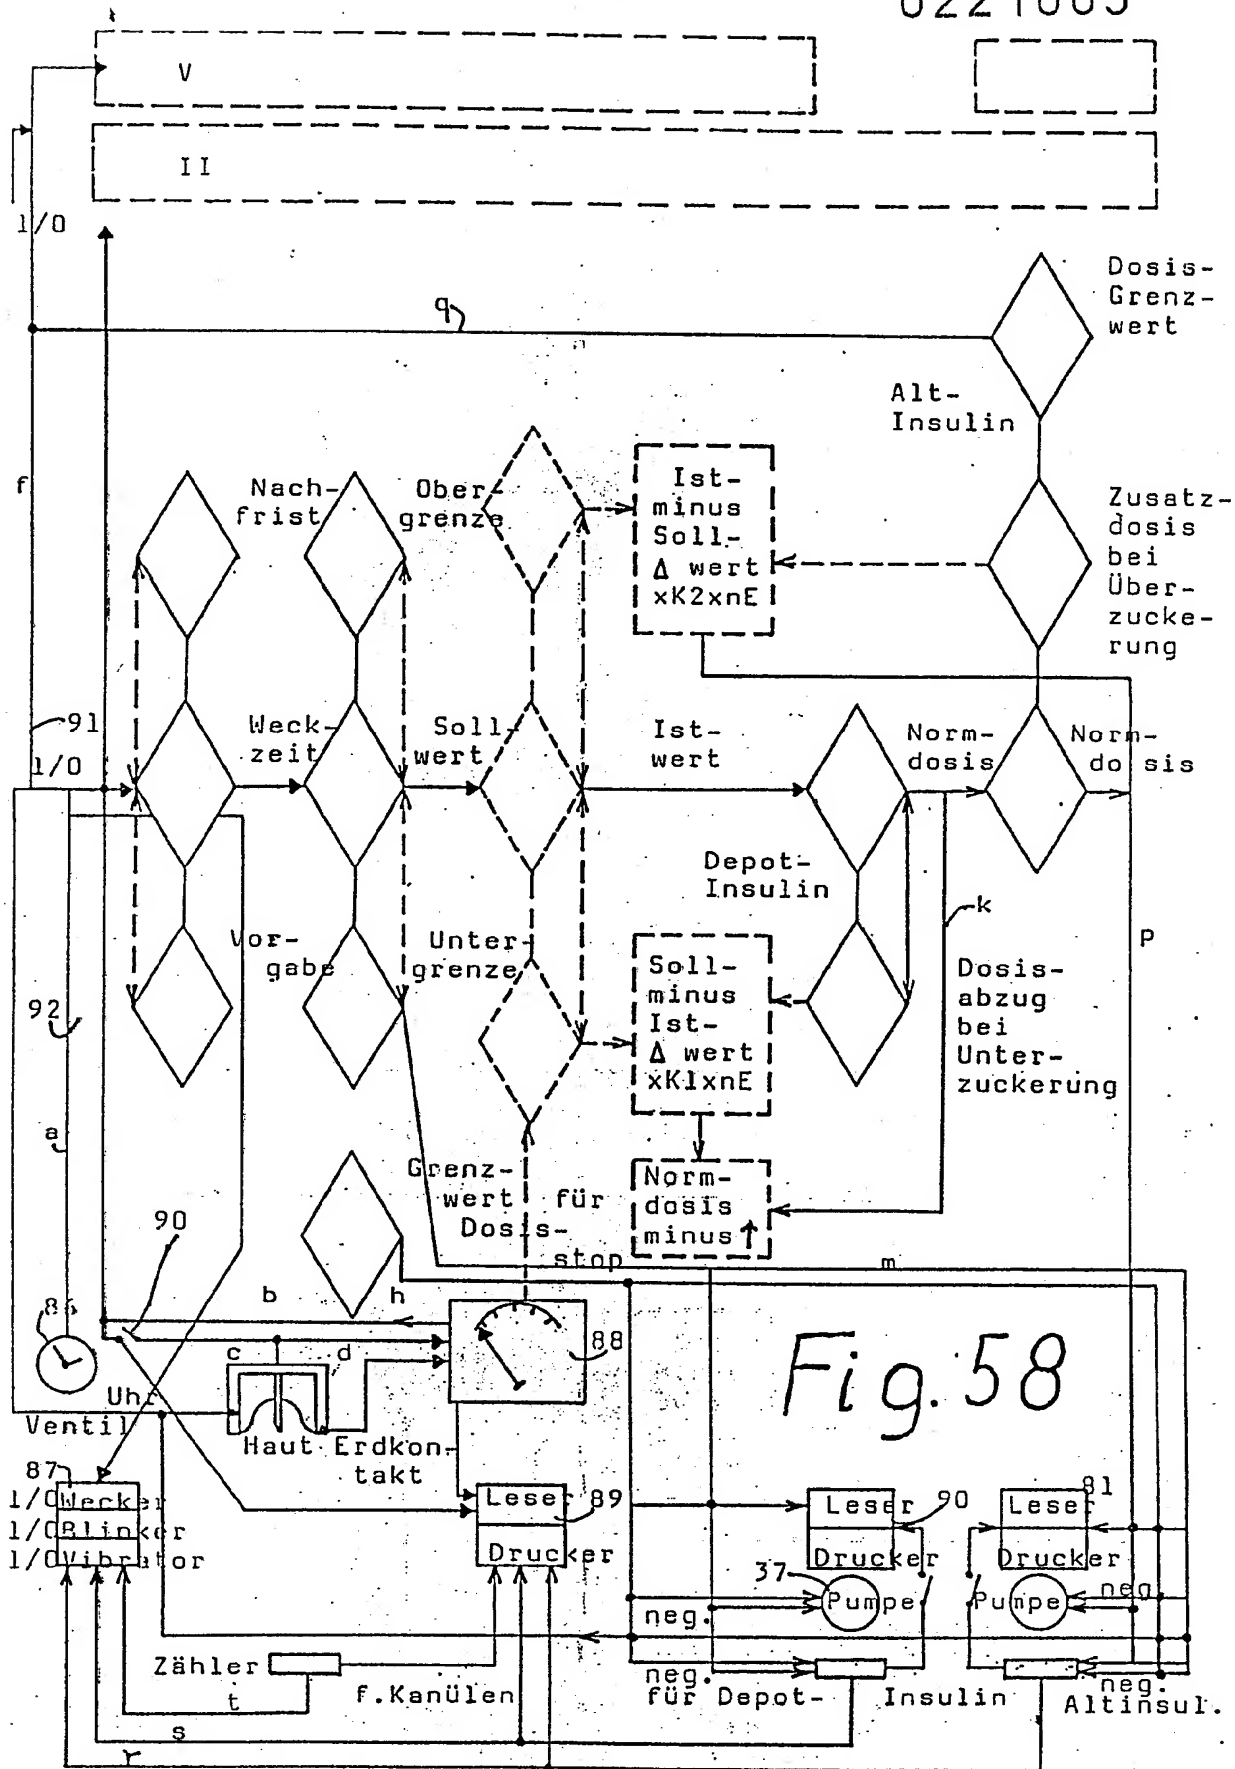 0221005
V
II
1/0
Dosis-
Grenz-
wert
q
Alt-
Insulin
f
Nach-
frist
Ober-
grenze
Ist-
minus
Soll-
Δ wert
xK2xnE
Zusatz-
dosis
bei
Über-
zucke-
rung
91
1/0
Weck-
zeit
Soll-
wert
Ist-
wert
Norm-
dosis
Norm-
dosis
Depot-
Insulin
k
p
Vor-
gabe
Unter-
grenze
Soll-
minus
Ist-
Δ wert
xK1xnE
Dosis-
abzug
bei
Unter-
zuckerung
92
a
Grenz-
wert für
Dosis-
stop
Norm-
dosis
minus ↑
90
m
b
h
86
88
c
d
Fig. 58
Uhr
Ventil
Haut
Erdkon-
takt
87
1/0 Wecker
1/0 Blinker
1/0 Vibrator
Leser 89
Drucker
Leser 90
Drucker
Leser 81
Drucker
37
Pumpe
Pumpe
neg.
neg.
Zähler
f.Kanülen
t
neg.
für Depot-
Insulin
neg.
Altinsul.
s
r